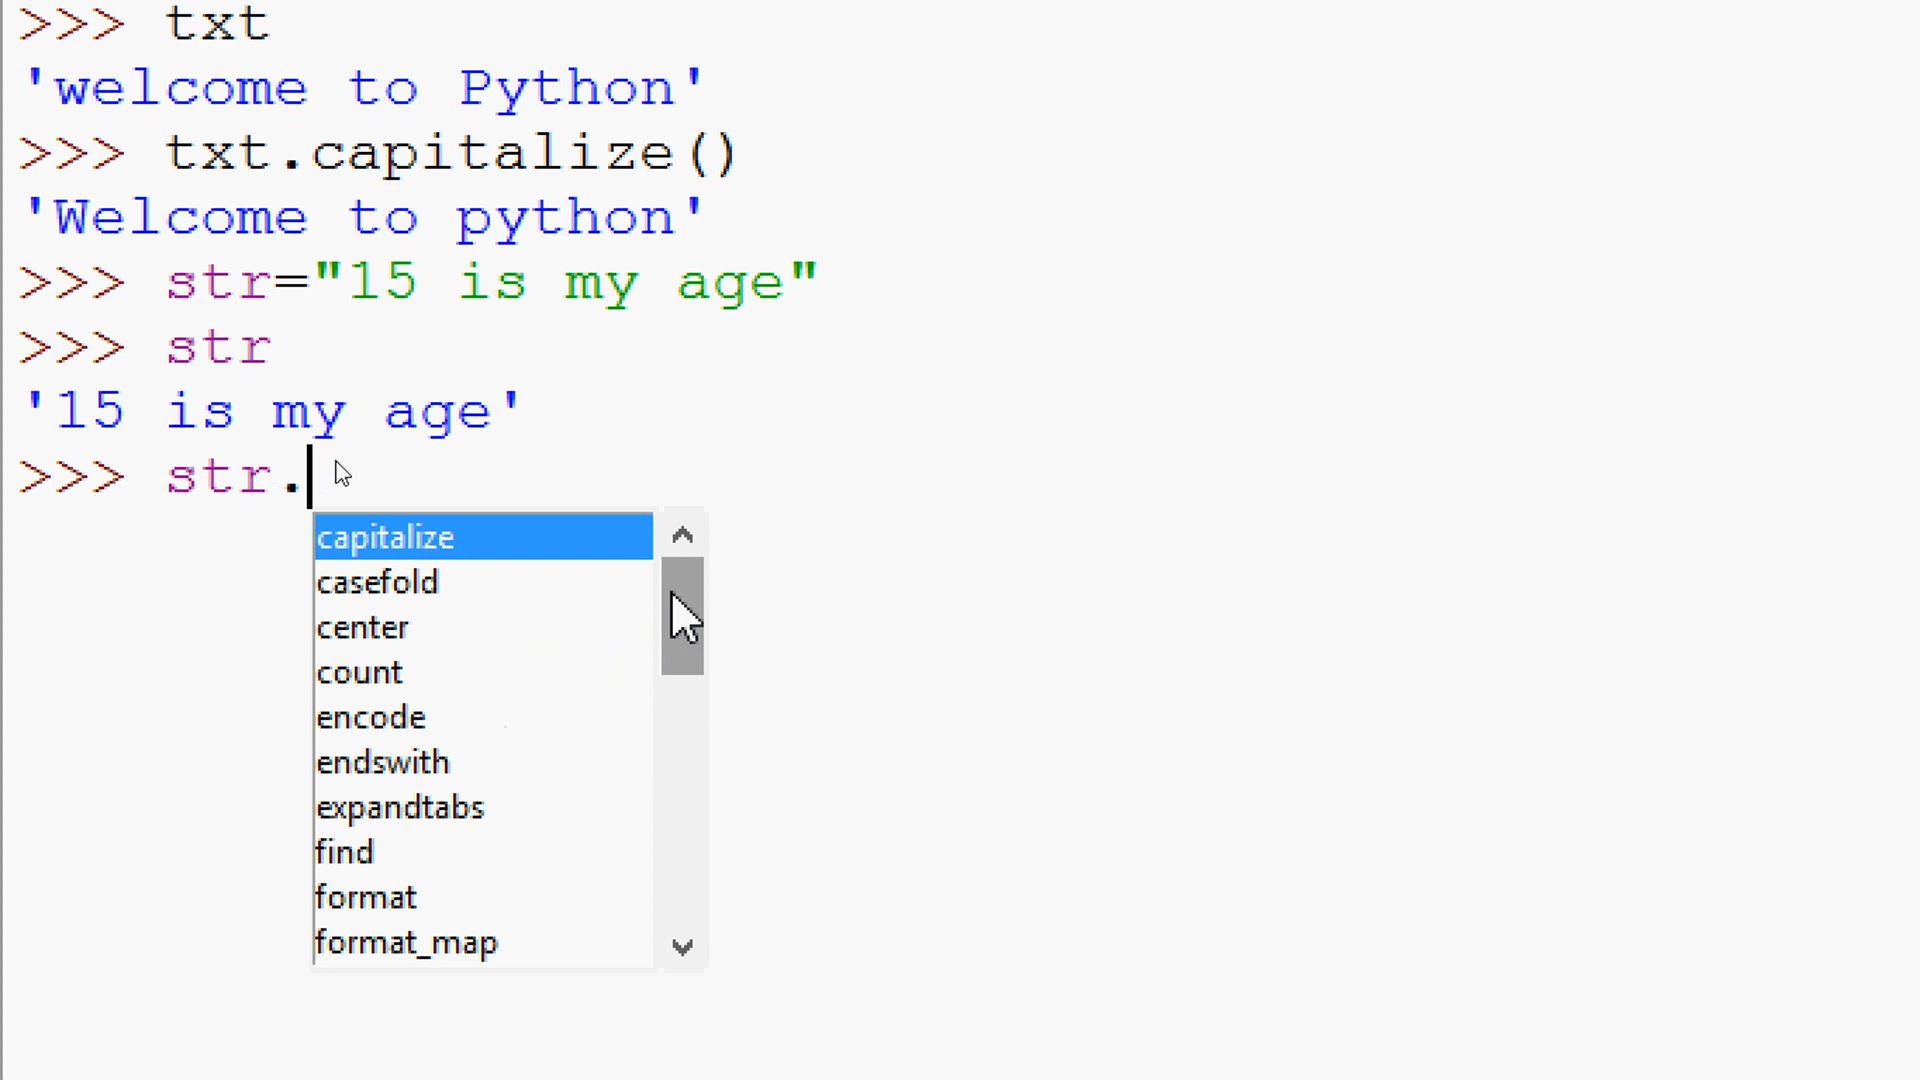 >>> txt
'welcome to Python'
>>> txt.capitalize()
'Welcome to python'
>>> str="15 is my age"
>>> str
'15 is my age'
>>> str.
capitalize
casefold
center
count
encode
endswith
expandtabs
find
format
format_map